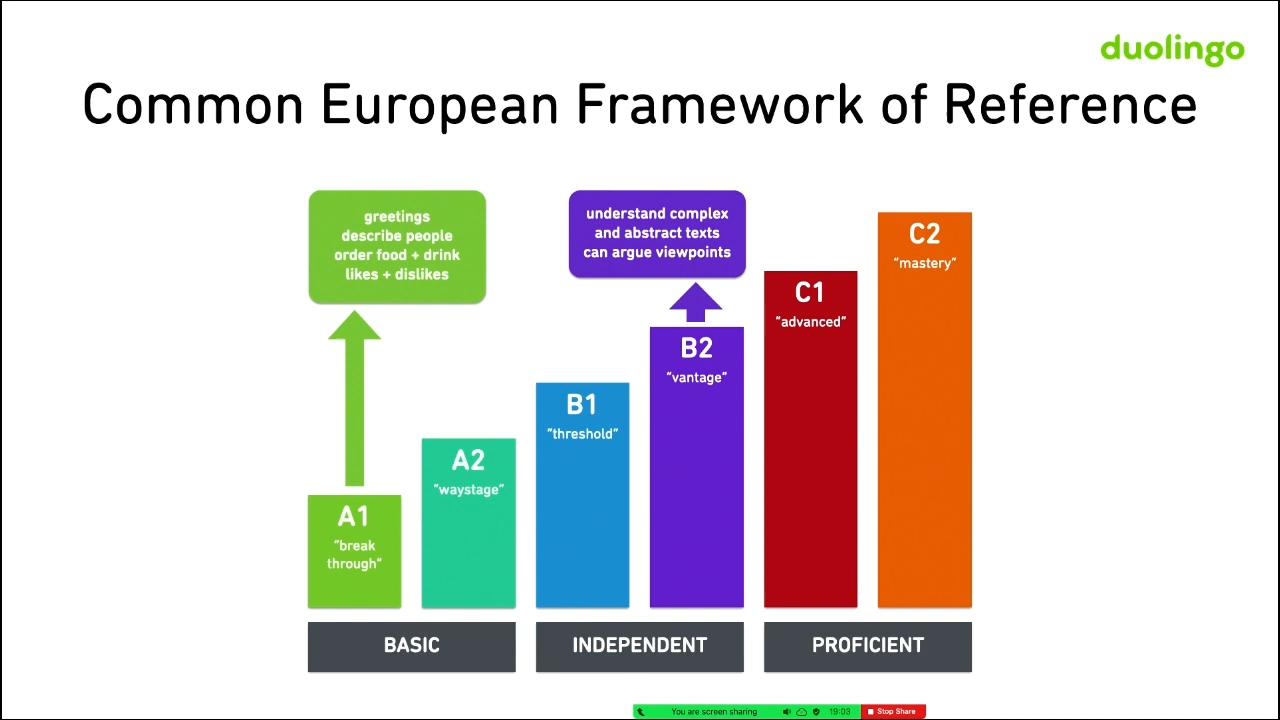 duolingo
Common European Framework of Reference
greetings
describe people
order food + drink
likes + dislikes
understand complex
and abstract texts
can argue viewpoints
A1
"break
through"
A2
"waystage"
B1
"threshold"
B2
"vantage"
C1
"advanced"
C2
"mastery"
BASIC
INDEPENDENT
PROFICIENT
You are screen sharing
19:03
Stop Share